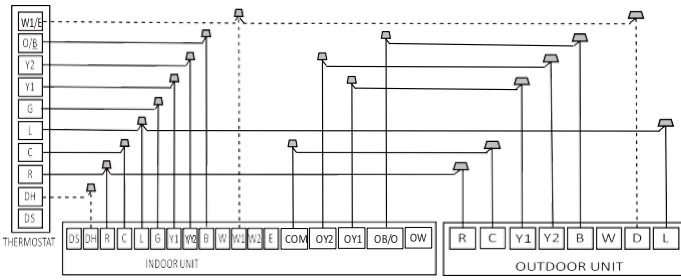 W1/E
O/B
Y2
Y1
G
L
C
R
DH
DS
THERMOSTAT
DS DH R C L G Y1 Y/Y2 B W W1 W2 E COM OY2 OY1 OB/O OW
INDOOR UNIT
R C Y1 Y2 B W D L
OUTDOOR UNIT